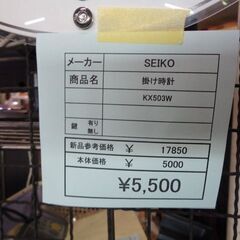 メーカー SEIKO
商品名 掛け時計
KX503W
鍵 有り 無し
新品参考価格 ¥ 17850
本体価格 ¥ 5000
¥5,500